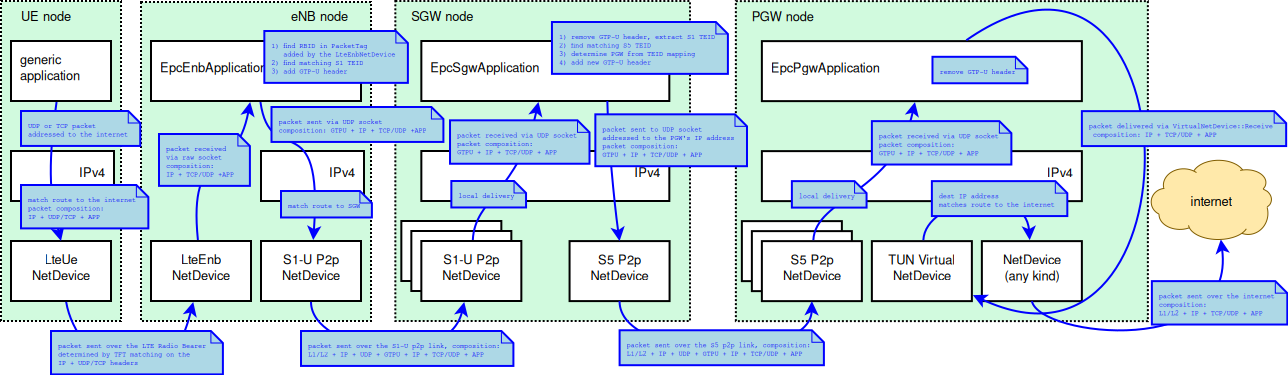 UE node
generic
application
UDP or TCP packet
addressed to the internet
IPv4
match route to the internet
packet composition:
IP + UDP/TCP + APP
LteUe
NetDevice
packet sent over the LTE Radio Bearer
determined by TFT matching on the
IP + UDP/TCP headers
eNB node
EpcEnbApplication
1) find RBID in PacketTag
added by the LteEnbNetDevice
2) find matching S1 TEID
3) add GTP-U header
packet received
via raw socket
composition:
IP + TCP/UDP +APP
packet sent via UDP socket
composition: GTPU + IP + TCP/UDP +APP
IPv4
match route to SGW
LteEnb
NetDevice
S1-U P2p
NetDevice
packet sent over the S1-U p2p link, composition:
L1/L2 + IP + UDP + GTPU + IP + TCP/UDP + APP
SGW node
EpcSgwApplication
1) remove GTP-U header, extract S1 TEID
2) find matching S5 TEID
3) determine PGW from TEID mapping
4) add new GTP-U header
packet received via UDP socket
packet composition:
GTPU + IP + TCP/UDP + APP
packet sent to UDP socket
addressed to the PGW's IP address
packet composition:
GTPU + IP + TCP/UDP + APP
IPv4
local delivery
S1-U P2p
NetDevice
S5 P2p
NetDevice
packet sent over the S5 p2p link, composition:
L1/L2 + IP + UDP + GTPU + IP + TCP/UDP + APP
PGW node
EpcPgwApplication
remove GTP-U header
packet received via UDP socket
packet composition:
GTPU + IP + TCP/UDP + APP
IPv4
local delivery
dest IP address
matches route to the internet
S5 P2p
NetDevice
TUN Virtual
NetDevice
NetDevice
(any kind)
packet delivered via VirtualNetDevice::Receive
composition: IP + TCP/UDP + APP
internet
packet sent over the internet
composition:
L1/L2 + IP + TCP/UDP + APP